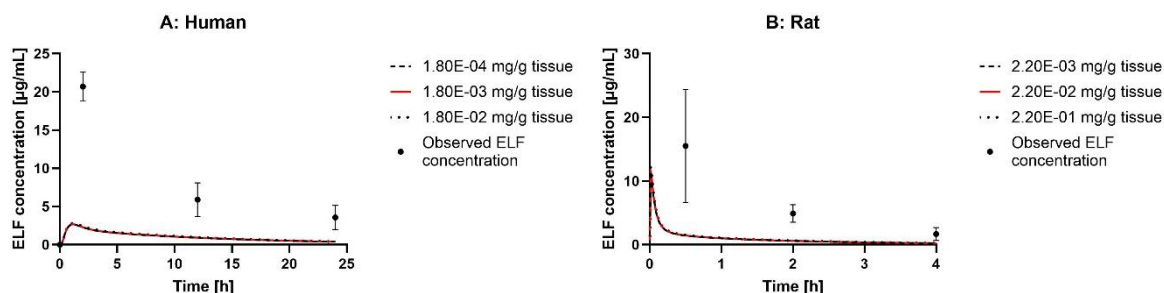 A: Human
ELF concentration [µg/mL]
25
20
15
10
5
0
0 5 10 15 20 25
Time [h]
1.80E-04 mg/g tissue
1.80E-03 mg/g tissue
1.80E-02 mg/g tissue
Observed ELF
concentration
B: Rat
ELF concentration [µg/mL]
30
20
10
0
0 1 2 3 4
Time [h]
2.20E-03 mg/g tissue
2.20E-02 mg/g tissue
2.20E-01 mg/g tissue
Observed ELF
concentration